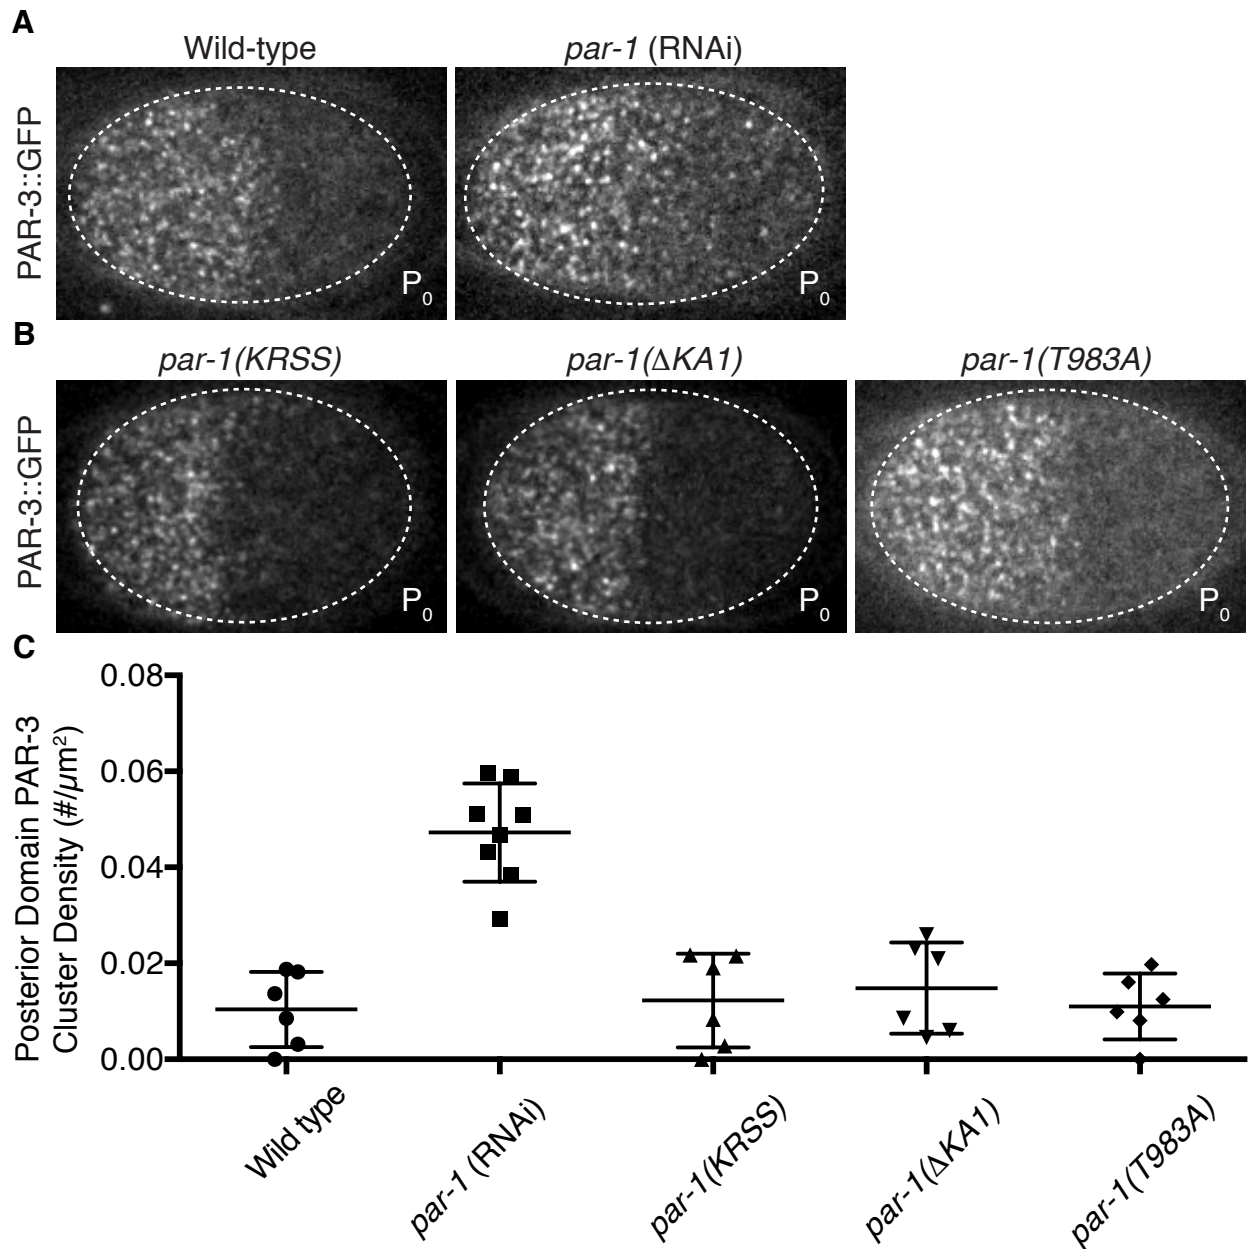 A
Wild-type
par-1 (RNAi)
PAR-3::GFP
P0
P0
B
par-1(KRSS)
par-1(ΔKA1)
par-1(T983A)
PAR-3::GFP
P0
P0
P0
C
Posterior Domain PAR-3
Cluster Density (#/µm²)
0.08
0.06
0.04
0.02
0.00
Wild type
par-1 (RNAi)
par-1(KRSS)
par-1(ΔKA1)
par-1(T983A)